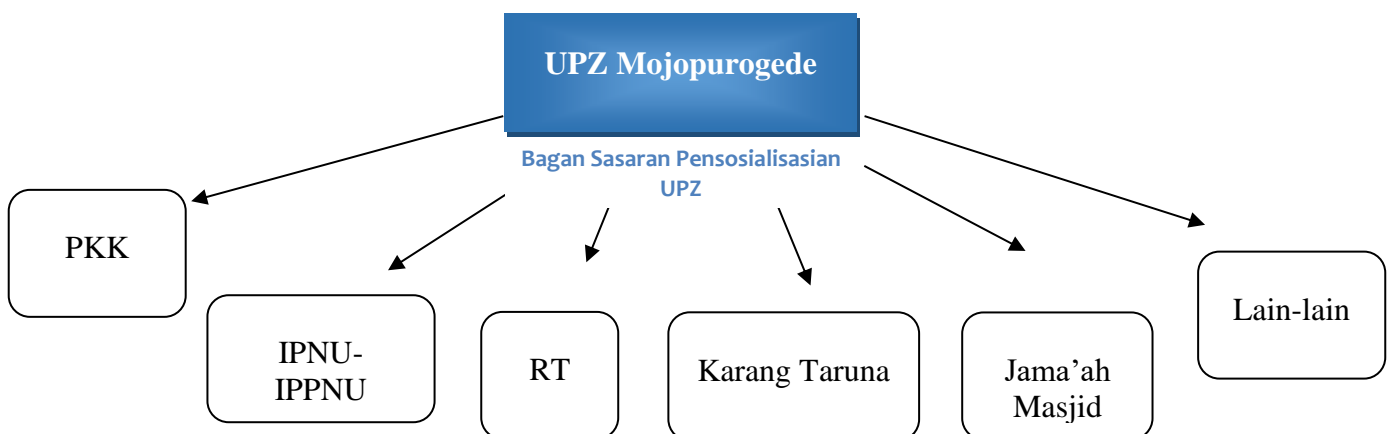 UPZ Mojopurogede
Bagan Sasaran Pensosialisasian
UPZ
PKK
IPNU-
IPPNU
RT
Karang Taruna
Jama’ah
Masjid
Lain-lain